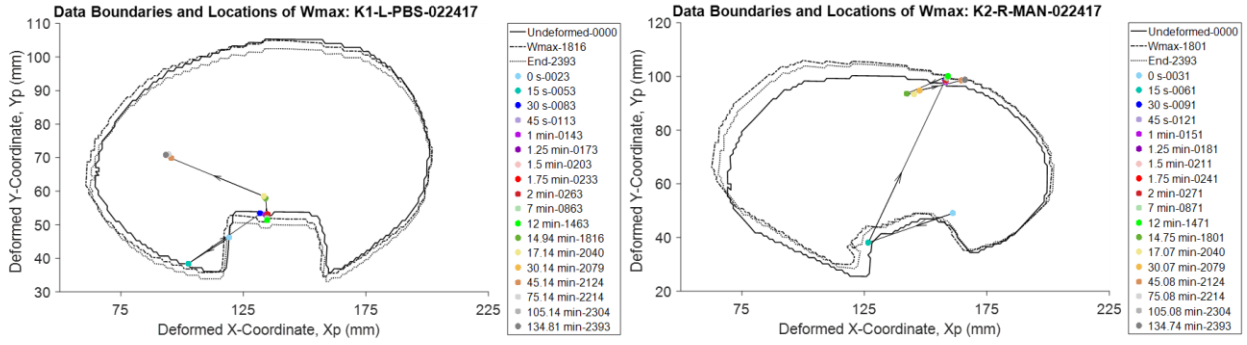 Data Boundaries and Locations of Wmax: K1-L-PBS-022417
Deformed Y-Coordinate, Yp (mm)
110
100
90
80
70
60
50
40
30
75
125
175
225
Deformed X-Coordinate, Xp (mm)
Undeformed-0000
Wmax-1816
End-2393
0 s-0023
15 s-0053
30 s-0083
45 s-0113
1 min-0143
1.25 min-0173
1.5 min-0203
1.75 min-0233
2 min-0263
7 min-0863
12 min-1463
14.94 min-1816
17.14 min-2040
30.14 min-2079
45.14 min-2124
75.14 min-2214
105.14 min-2304
134.81 min-2393
Data Boundaries and Locations of Wmax: K2-R-MAN-022417
Deformed Y-Coordinate, Yp (mm)
120
100
80
60
40
20
75
125
175
225
Deformed X-Coordinate, Xp (mm)
Undeformed-0000
Wmax-1801
End-2393
0 s-0031
15 s-0061
30 s-0091
45 s-0121
1 min-0151
1.25 min-0181
1.5 min-0211
1.75 min-0241
2 min-0271
7 min-0871
12 min-1471
14.75 min-1801
17.07 min-2040
30.07 min-2079
45.08 min-2124
75.08 min-2214
105.08 min-2304
134.74 min-2393